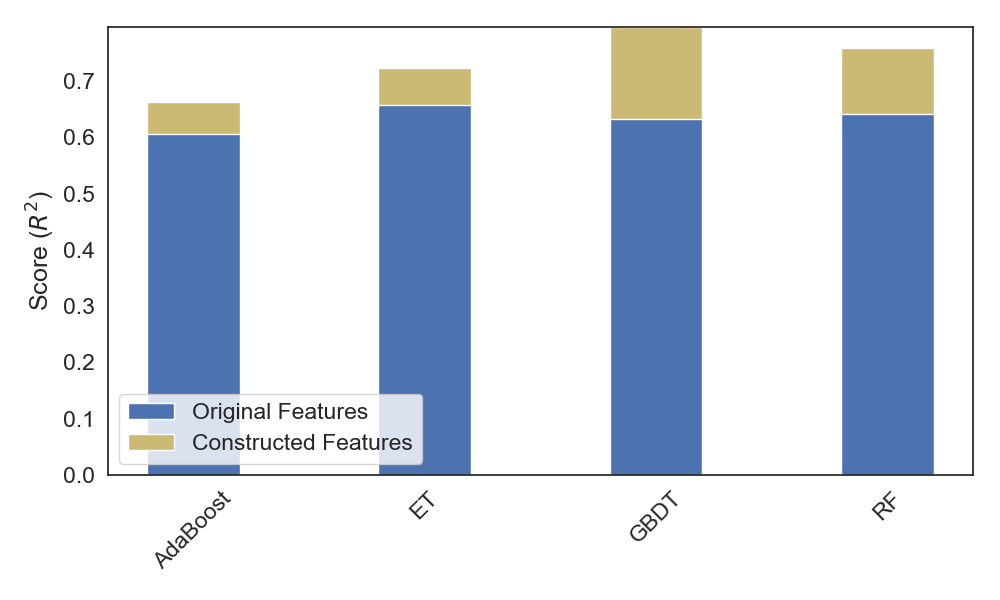 0.7
0.6
0.5
0.4
0.3
0.2
0.1
0.0
Score (R²)
Original Features
Constructed Features
AdaBoost
ET
GBDT
RF